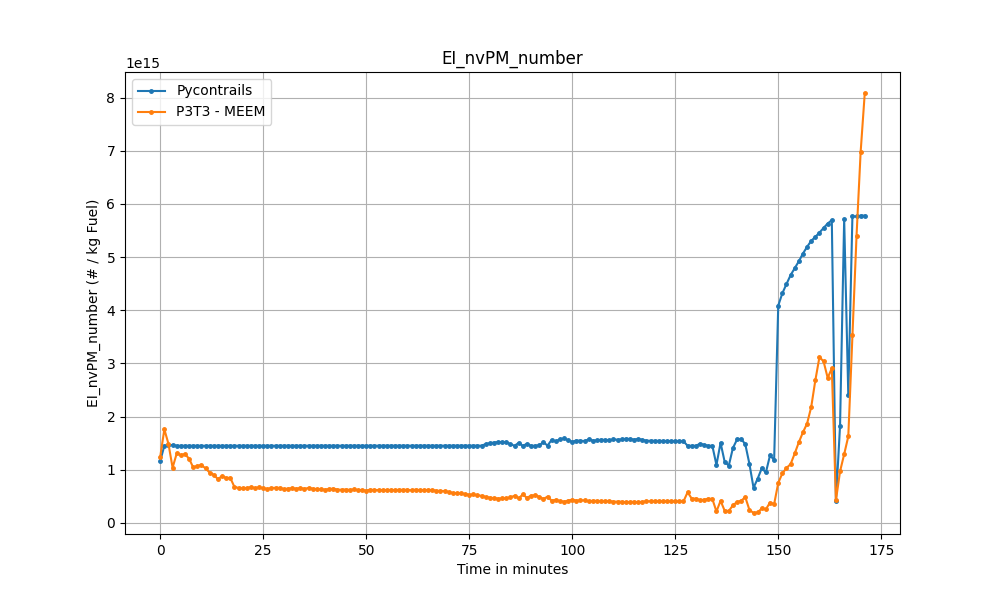 EI_nvPM_number
1e15
Pycontrails
P3T3 - MEEM
EI_nvPM_number (# / kg Fuel)
8
7
6
5
4
3
2
1
0
0 25 50 75 100 125 150 175
Time in minutes